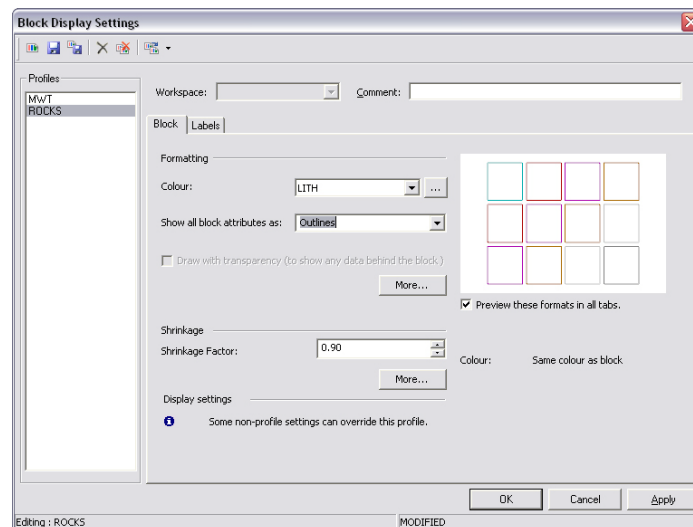 Block Display Settings
Profiles
MWT
ROCKS
Workspace:
Comment:
Block
Labels
Formatting
Colour:
LITH
...
Show all block attributes as:
Outlines
Draw with transparency (to show any data behind the block)
More...
Preview these formats in all tabs.
Shrinkage
Shrinkage Factor:
0.90
Colour:
Same colour as block
More...
Display settings
Some non-profile settings can override this profile.
OK
Cancel
Apply
Editing : ROCKS
MODIFIED